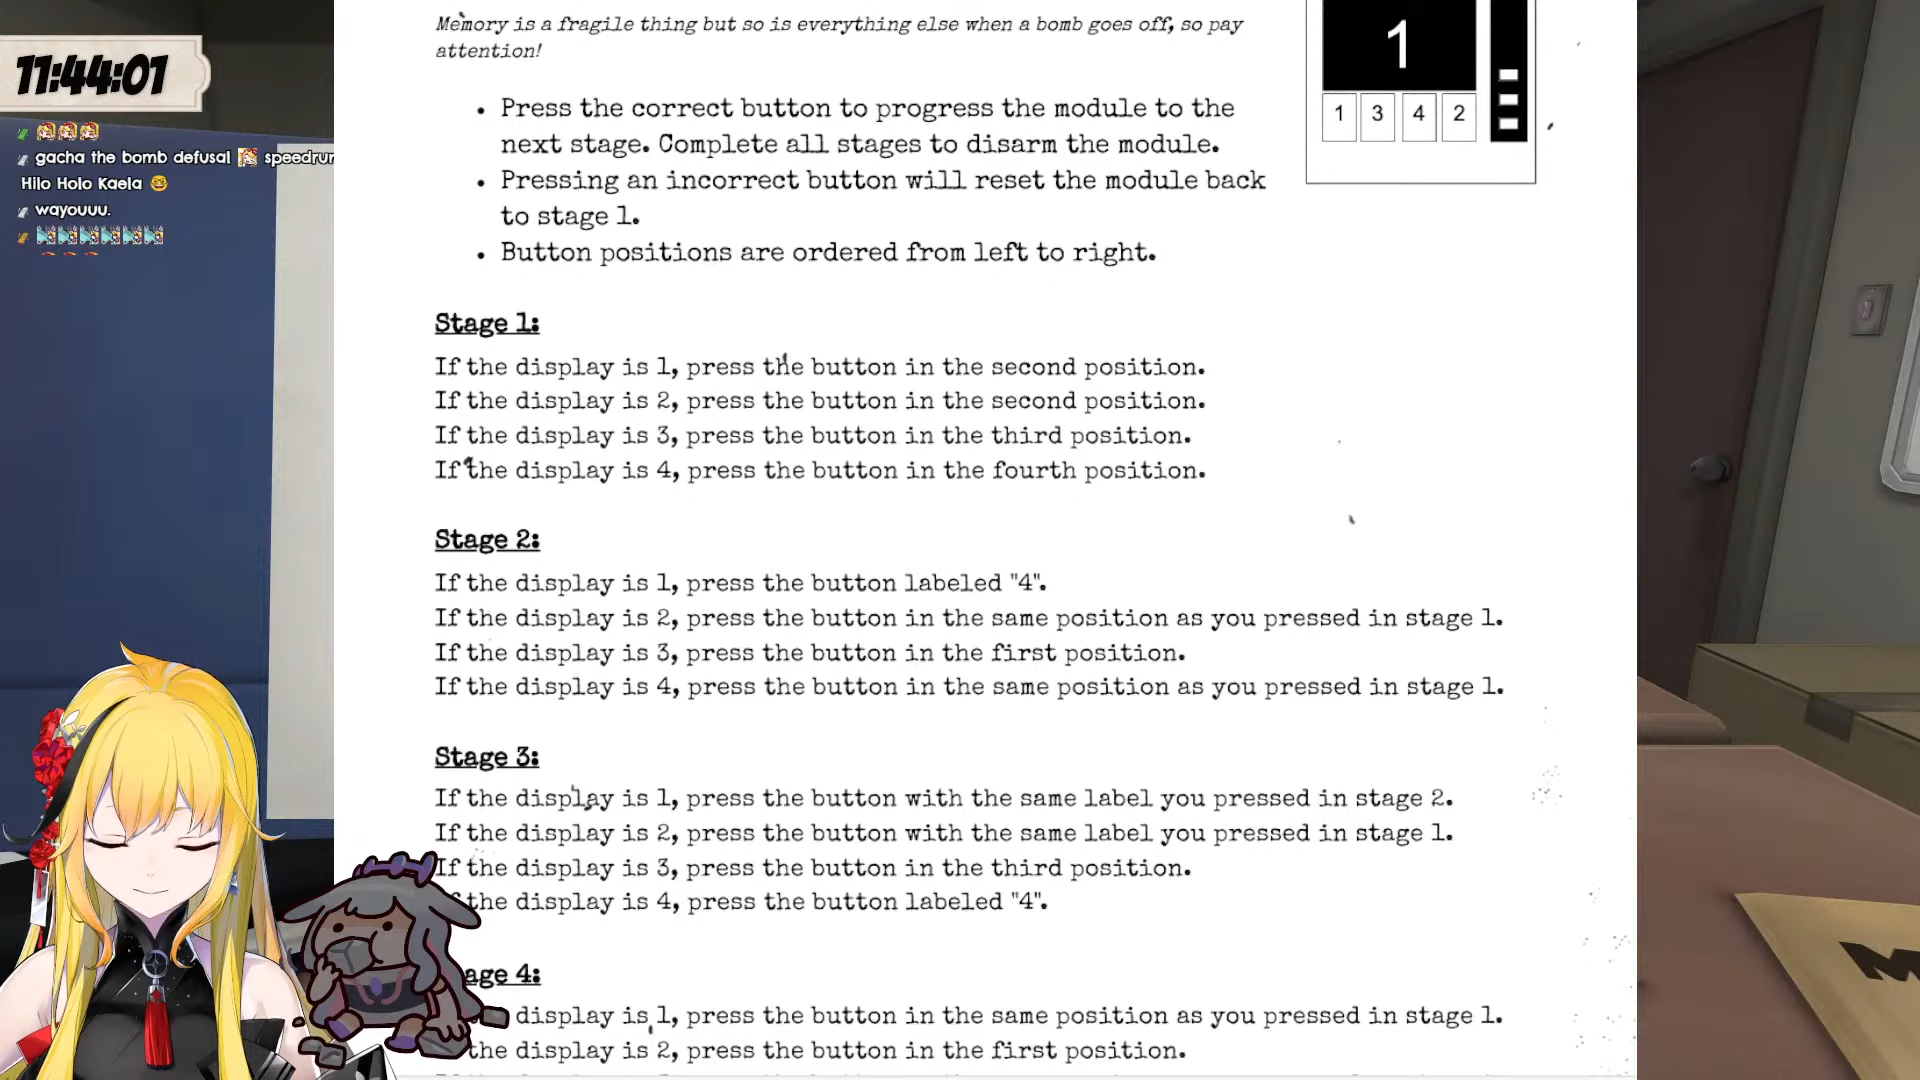 11:44:01
gacha the bomb defusal speedrur
Hilo Holo Kaela
wayouuu.
Memory is a fragile thing but so is everything else when a bomb goes off, so pay
attention!
1
1 3 4 2
• Press the correct button to progress the module to the
next stage. Complete all stages to disarm the module.
• Pressing an incorrect button will reset the module back
to stage 1.
• Button positions are ordered from left to right.
Stage 1:
If the display is 1, press the button in the second position.
If the display is 2, press the button in the second position.
If the display is 3, press the button in the third position.
If the display is 4, press the button in the fourth position.
Stage 2:
If the display is 1, press the button labeled "4".
If the display is 2, press the button in the same position as you pressed in stage 1.
If the display is 3, press the button in the first position.
If the display is 4, press the button in the same position as you pressed in stage 1.
Stage 3:
If the display is 1, press the button with the same label you pressed in stage 2.
If the display is 2, press the button with the same label you pressed in stage 1.
If the display is 3, press the button in the third position.
If the display is 4, press the button labeled "4".
age 4:
display is 1, press the button in the same position as you pressed in stage 1.
the display is 2, press the button in the first position.